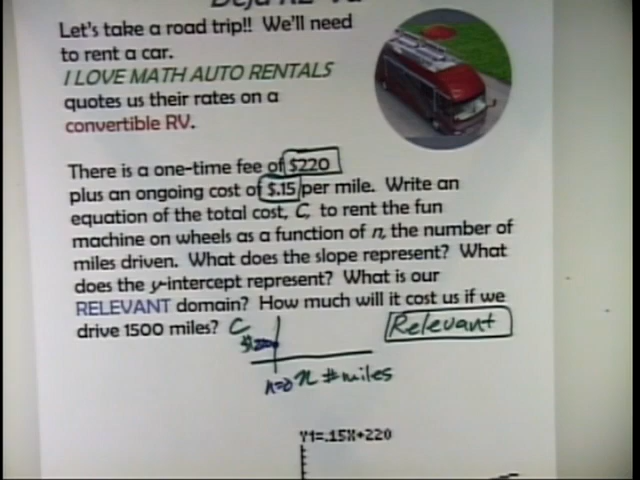 Let's take a road trip!! We'll need
to rent a car.
I LOVE MATH AUTO RENTALS
quotes us their rates on a
convertible RV.
There is a one-time fee of $220
plus an ongoing cost of $.15 per mile. Write an
equation of the total cost, C, to rent the fun
machine on wheels as a function of n, the number of
miles driven. What does the slope represent? What
does the y-intercept represent? What is our
RELEVANT domain? How much will it cost us if we
drive 1500 miles? C
Relevant
n=0 n #miles
Y1=.15X+220